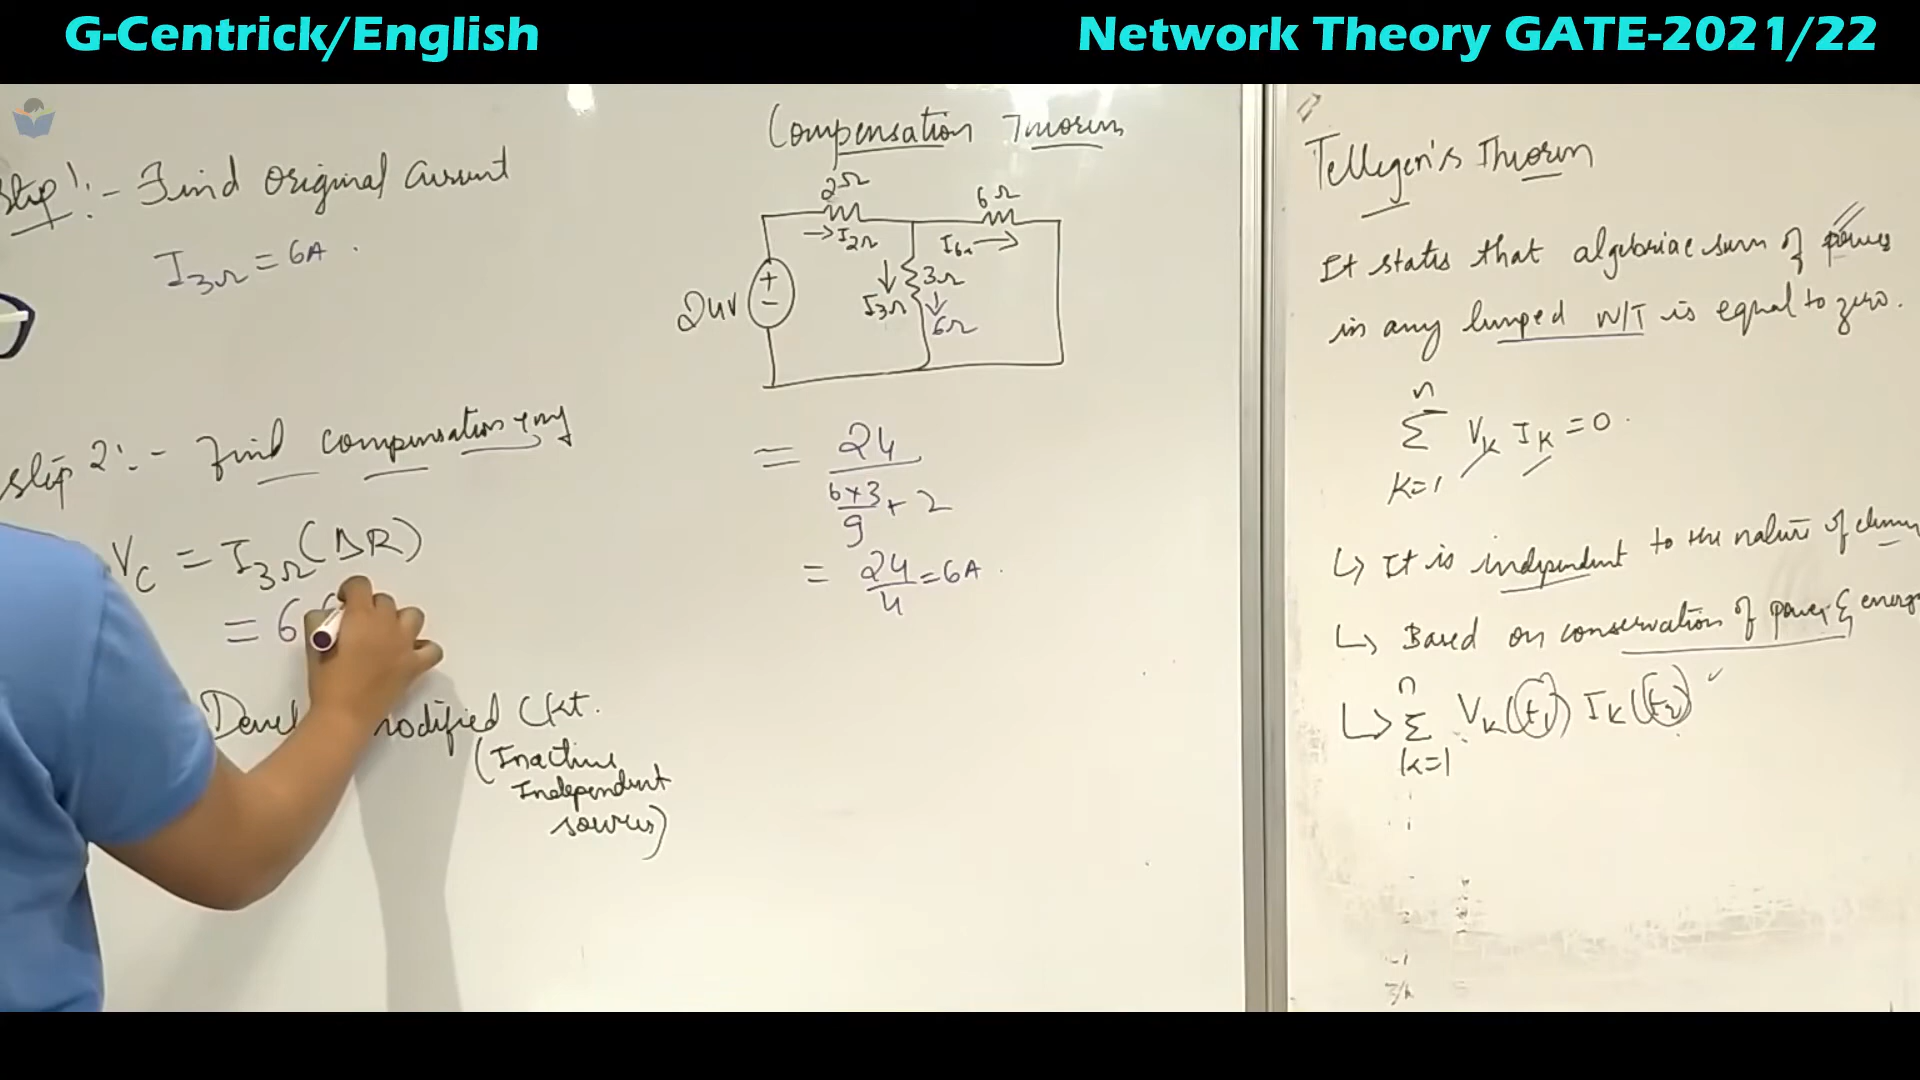 G-Centrick/English
Network Theory GATE-2021/22
Step 1:- Find Original Current
I3Ω = 6A.
Step 2:- Find compensation emf
Vc = I3Ω(ΔR)
= 6(
modified Ckt.
(Inactive
Independent
sources)
Compensation Theorem
2Ω
6Ω
→I2Ω
I6Ω→
3Ω
I3Ω
24V
+
-
6Ω
= 24
6×3/9 + 2
= 24/4 = 6A.
Tellegen's Theorem
It states that algebriac sum of power
in any lumped N/T is equal to zero.
n
Σ Vk Ik = 0.
k=1
↳ It is independent to the nature of
↳ Based on conservation of power &
n
↳ Σ Vk(t1) Ik(t2)
k=1